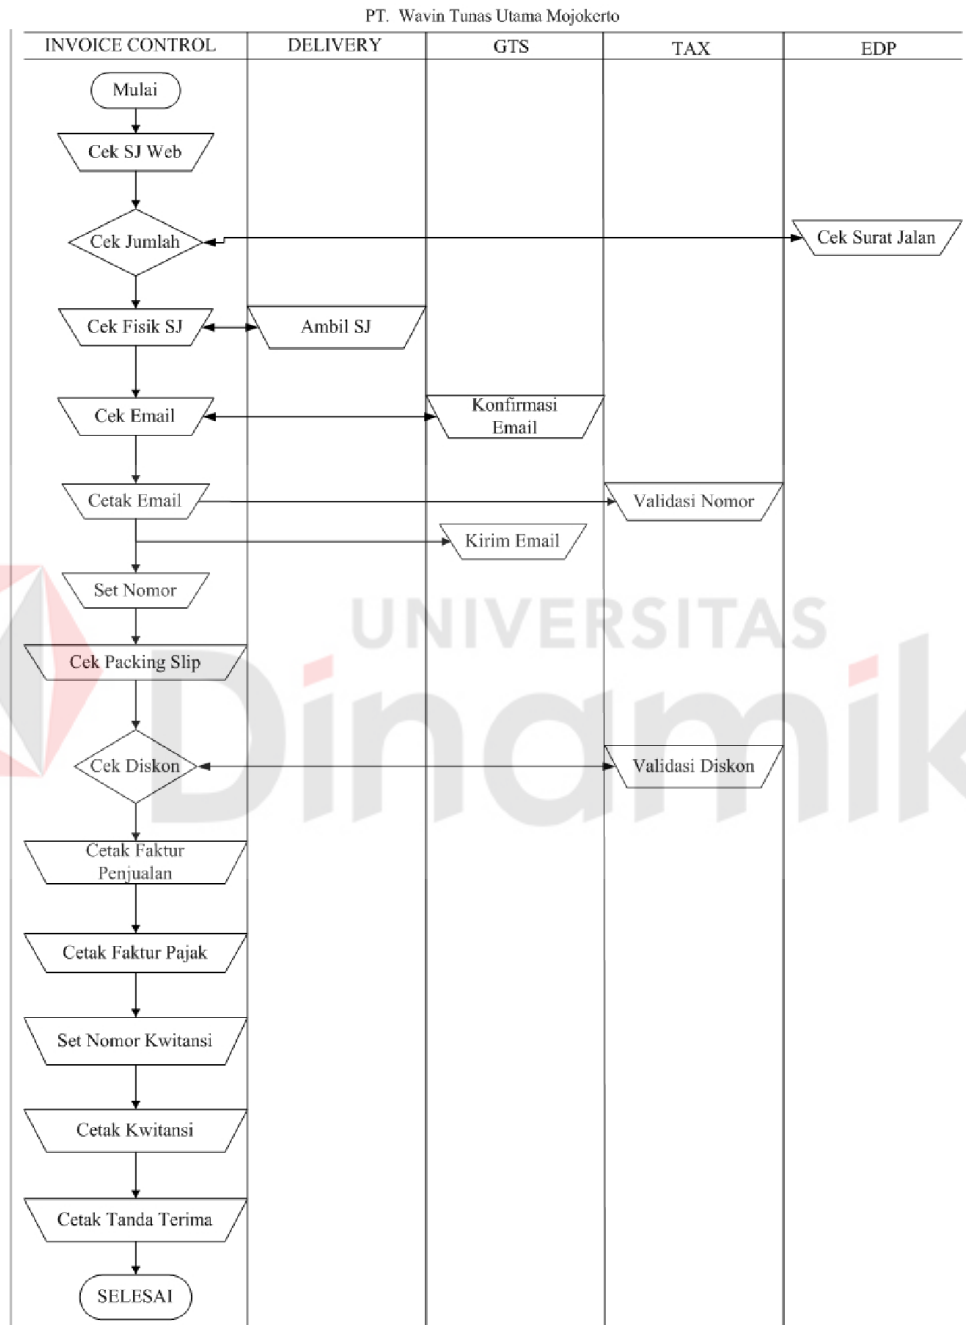 PT. Wavin Tunas Utama Mojokerto
INVOICE CONTROL
DELIVERY
GTS
TAX
EDP
Mulai
Cek SJ Web
Cek Jumlah
Cek Surat Jalan
Cek Fisik SJ
Ambil SJ
Cek Email
Konfirmasi
Email
Cetak Email
Validasi Nomor
Kirim Email
Set Nomor
UNIVERSITAS
Dinamik
Cek Packing Slip
Cek Diskon
Validasi Diskon
Cetak Faktur
Penjualan
Cetak Faktur Pajak
Set Nomor Kwitansi
Cetak Kwitansi
Cetak Tanda Terima
SELESAI